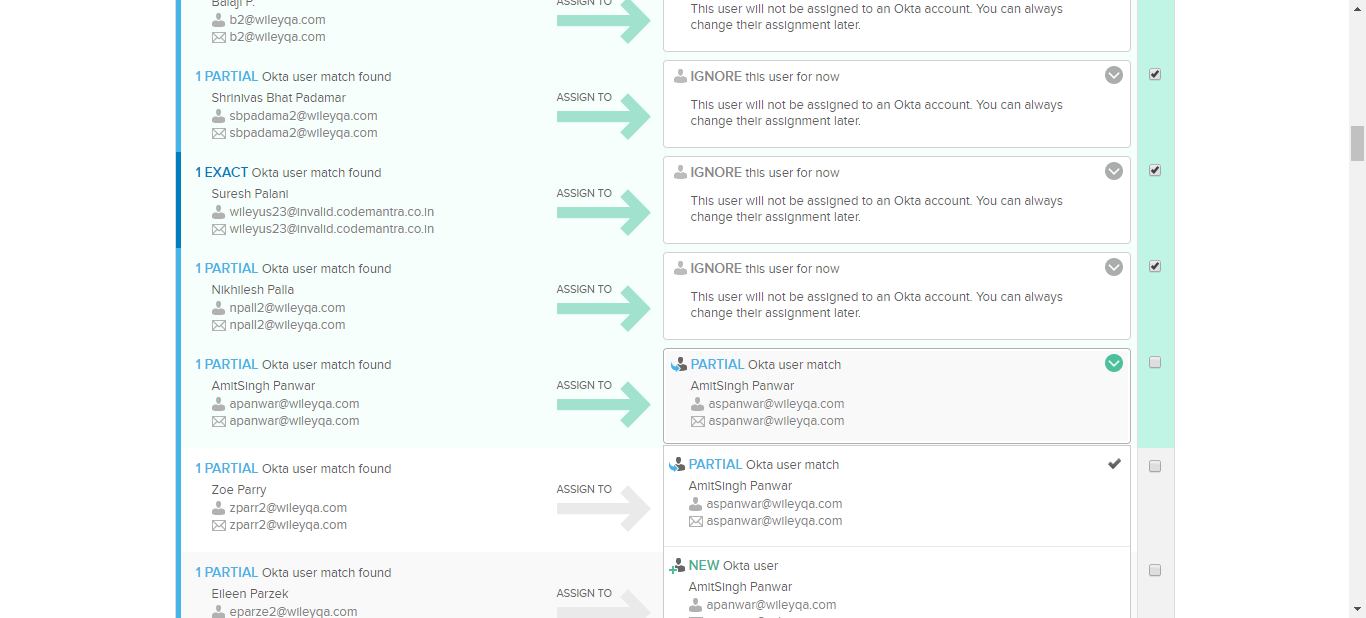 Balaji P.
b2@wileyqa.com
b2@wileyqa.com
ASSIGN TO
This user will not be assigned to an Okta account. You can always
change their assignment later.
1 PARTIAL Okta user match found
Shrinivas Bhat Padamar
sbpadama2@wileyqa.com
sbpadama2@wileyqa.com
ASSIGN TO
IGNORE this user for now
This user will not be assigned to an Okta account. You can always
change their assignment later.
1 EXACT Okta user match found
Suresh Palani
wileyus23@invalid.codemantra.co.in
wileyus23@invalid.codemantra.co.in
ASSIGN TO
IGNORE this user for now
This user will not be assigned to an Okta account. You can always
change their assignment later.
1 PARTIAL Okta user match found
Nikhilesh Palla
npall2@wileyqa.com
npall2@wileyqa.com
ASSIGN TO
IGNORE this user for now
This user will not be assigned to an Okta account. You can always
change their assignment later.
1 PARTIAL Okta user match found
AmitSingh Panwar
apanwar@wileyqa.com
apanwar@wileyqa.com
ASSIGN TO
PARTIAL Okta user match
AmitSingh Panwar
aspanwar@wileyqa.com
aspanwar@wileyqa.com
1 PARTIAL Okta user match found
Zoe Parry
zparr2@wileyqa.com
zparr2@wileyqa.com
ASSIGN TO
PARTIAL Okta user match
AmitSingh Panwar
aspanwar@wileyqa.com
aspanwar@wileyqa.com
1 PARTIAL Okta user match found
Eileen Parzek
eparze2@wileyqa.com
ASSIGN TO
NEW Okta user
AmitSingh Panwar
apanwar@wileyqa.com